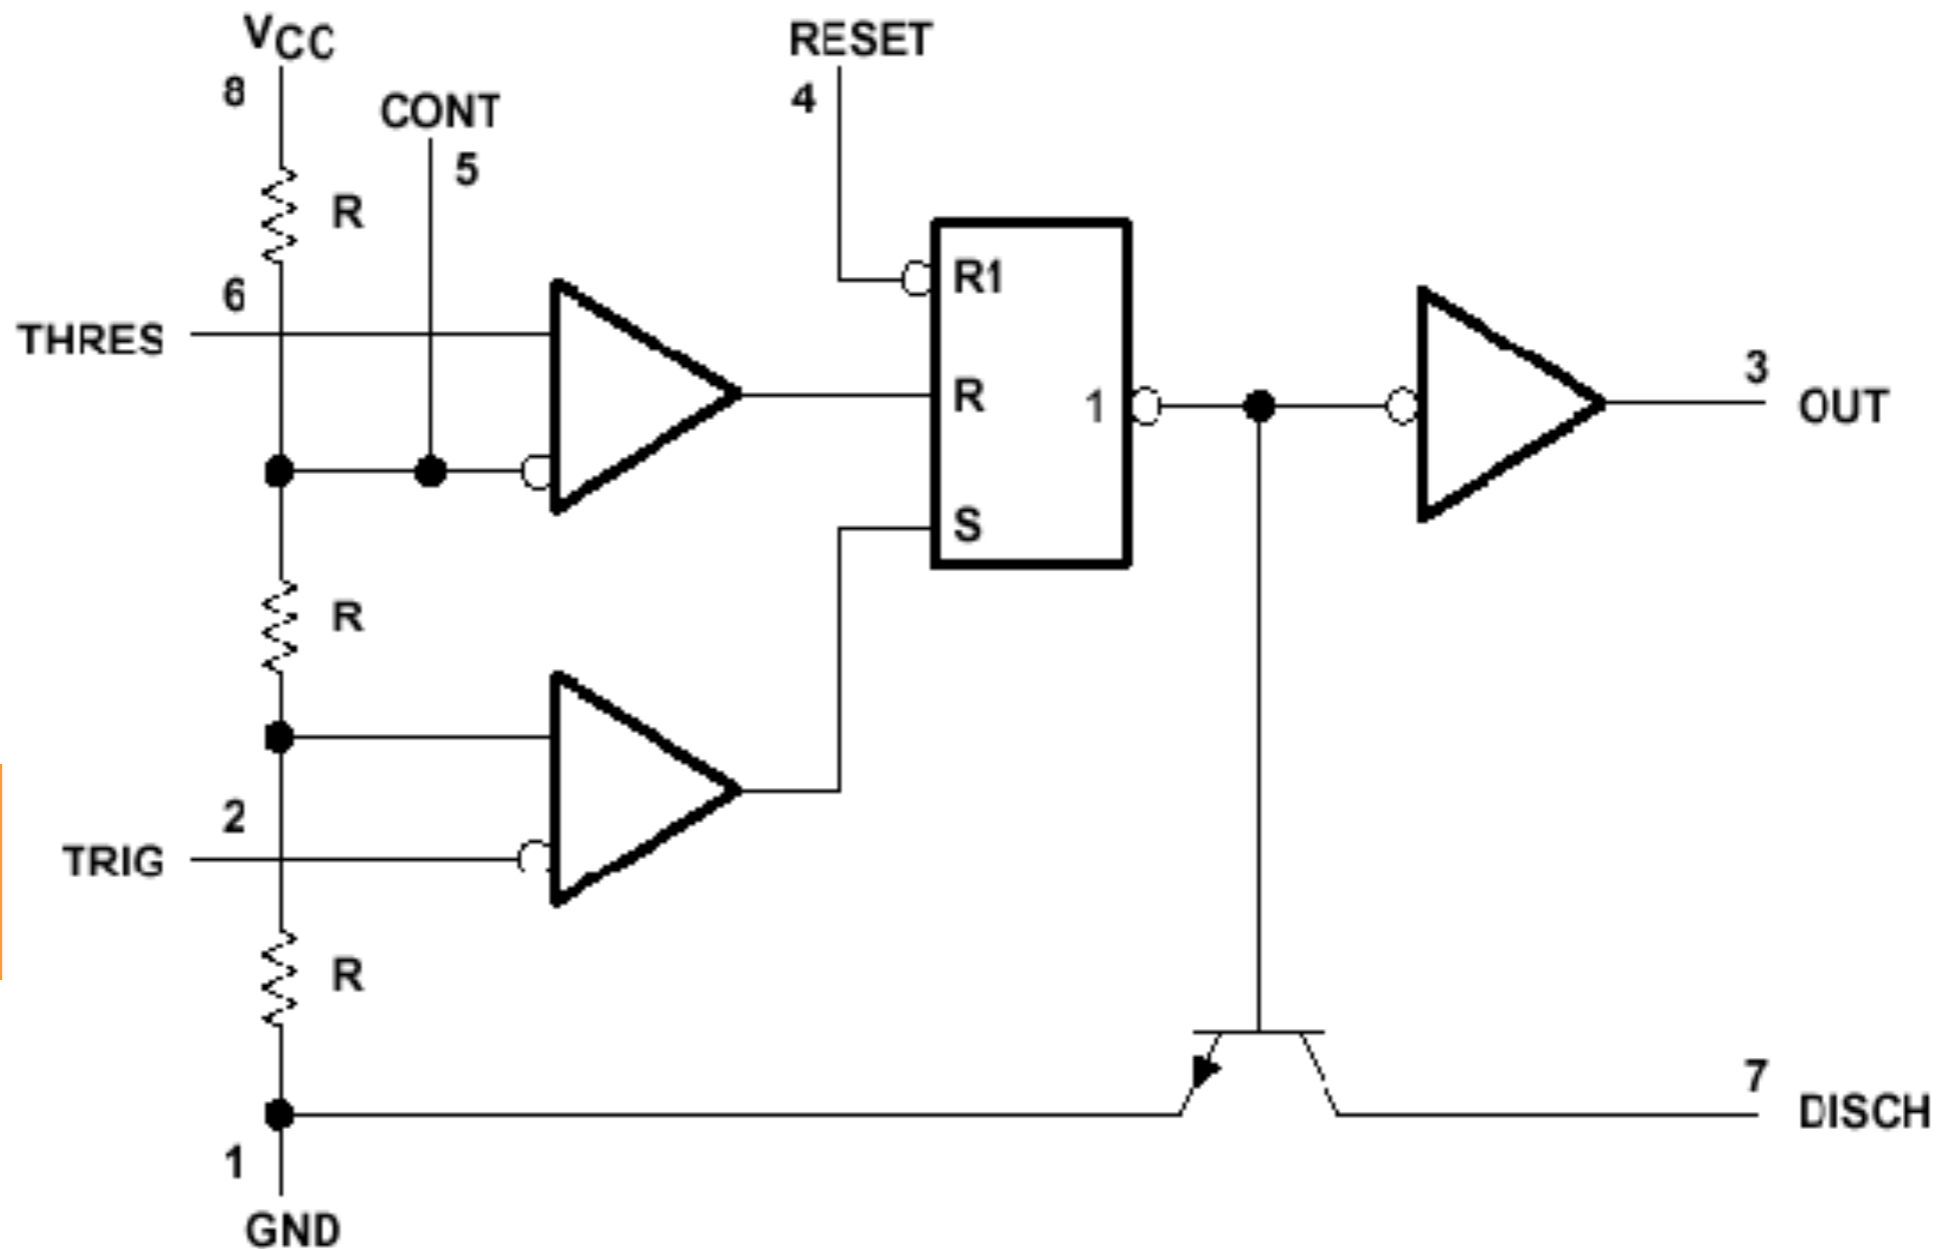 VCC
8
CONT
5
RESET
4
R
6
THRES
R1
R
1
S
3
OUT
R
2
TRIG
R
7
DISCH
1
GND